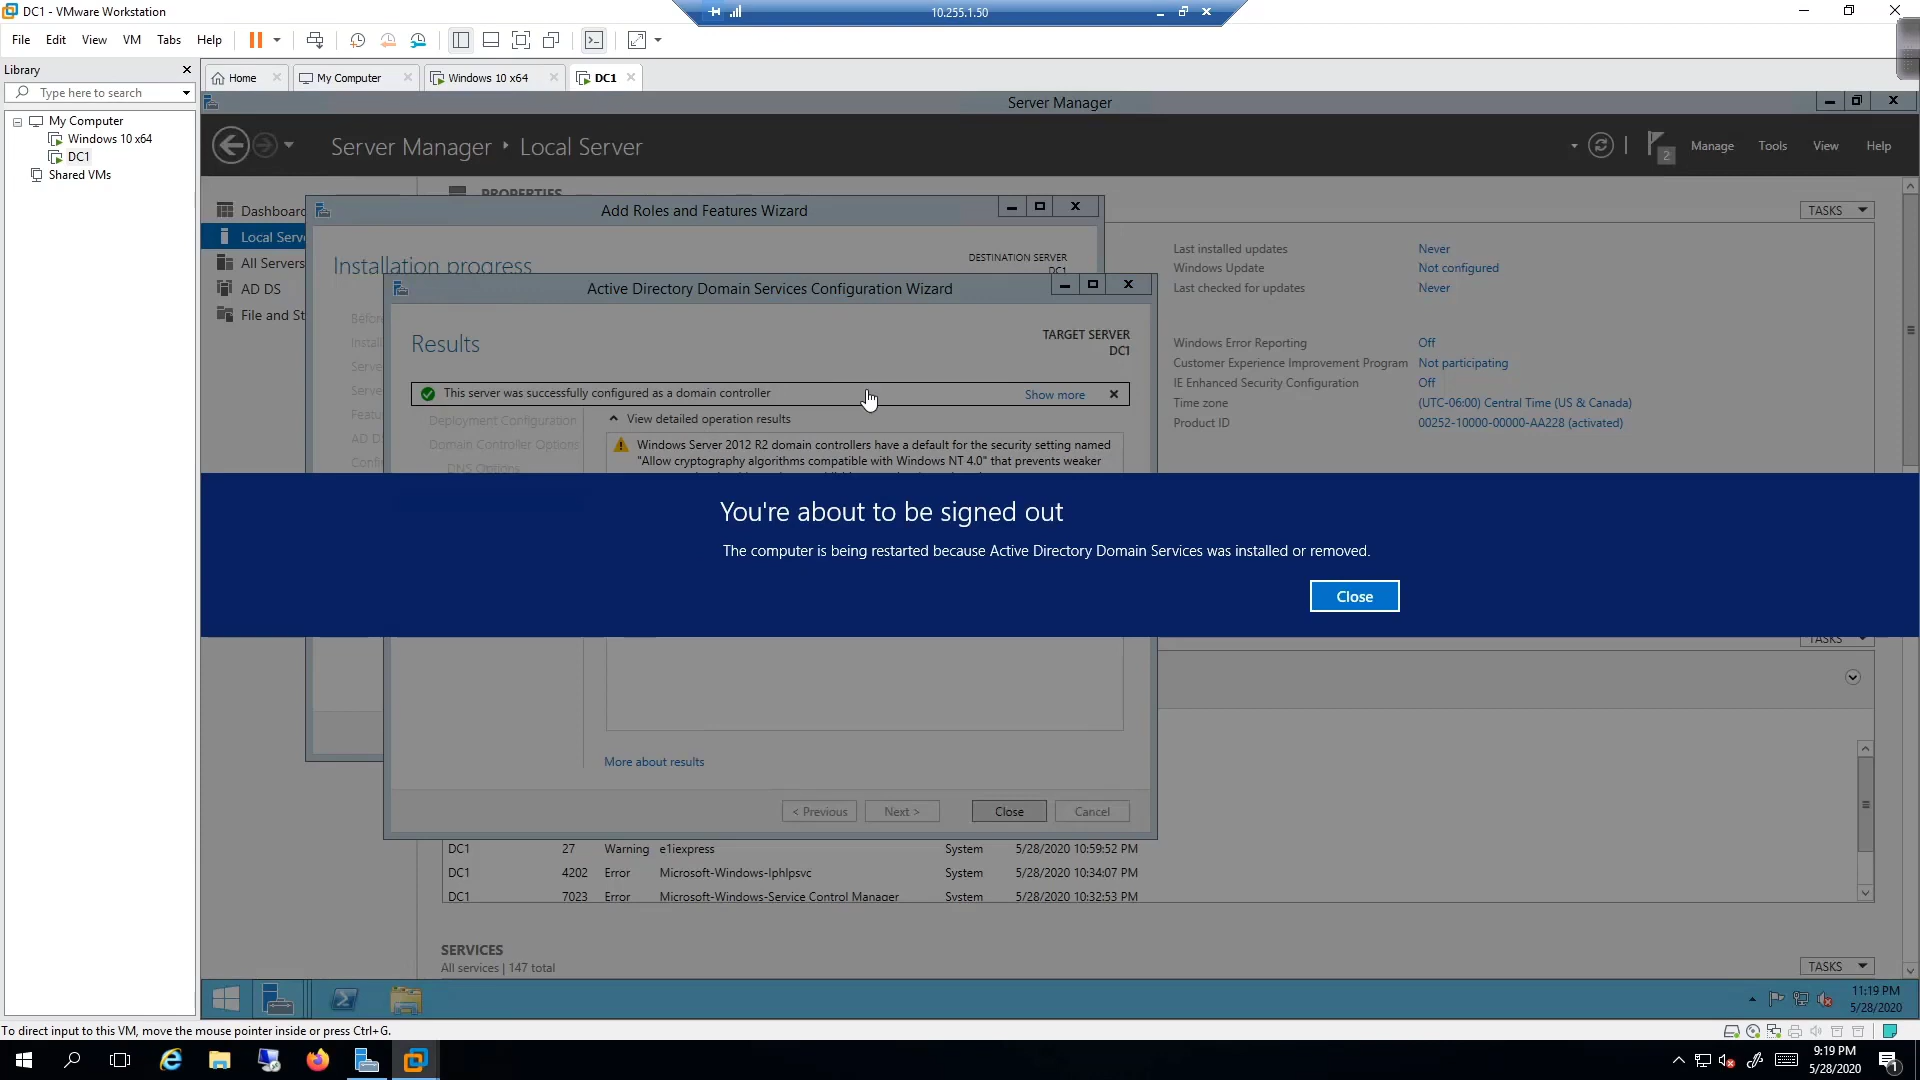 DC1 - VMware Workstation
10.255.1.50
File Edit View VM Tabs Help
Library
Type here to search
Home
My Computer
Windows 10 x64
DC1
My Computer
Windows 10 x64
DC1
Shared VMs
Server Manager
Server Manager • Local Server
2
Manage Tools View Help
PROPERTIES
TASKS
Dashboard
Local Serv
All Servers
AD DS
File and St
Add Roles and Features Wizard
Installation progress
DESTINATION SERVER
DC1
Before
Install
Serve
Serve
Featu
AD D
Confi
Active Directory Domain Services Configuration Wizard
Results
TARGET SERVER
DC1
This server was successfully configured as a domain controller
Show more
Deployment Configuration
Domain Controller Options
DNS Options
View detailed operation results
Windows Server 2012 R2 domain controllers have a default for the security setting named
"Allow cryptography algorithms compatible with Windows NT 4.0" that prevents weaker
Last installed updates Never
Windows Update Not configured
Last checked for updates Never
Windows Error Reporting Off
Customer Experience Improvement Program Not participating
IE Enhanced Security Configuration Off
Time zone (UTC-06:00) Central Time (US & Canada)
Product ID 00252-10000-00000-AA228 (activated)
You're about to be signed out
The computer is being restarted because Active Directory Domain Services was installed or removed.
Close
TASKS
More about results
< Previous Next > Close Cancel
DC1 27 Warning e1iexpress System 5/28/2020 10:59:52 PM
DC1 4202 Error Microsoft-Windows-Iphlpsvc System 5/28/2020 10:34:07 PM
DC1 7023 Error Microsoft-Windows-Service Control Manager System 5/28/2020 10:32:53 PM
SERVICES
All services | 147 total
TASKS
11:19 PM
5/28/2020
To direct input to this VM, move the mouse pointer inside or press Ctrl+G.
9:19 PM
5/28/2020
1